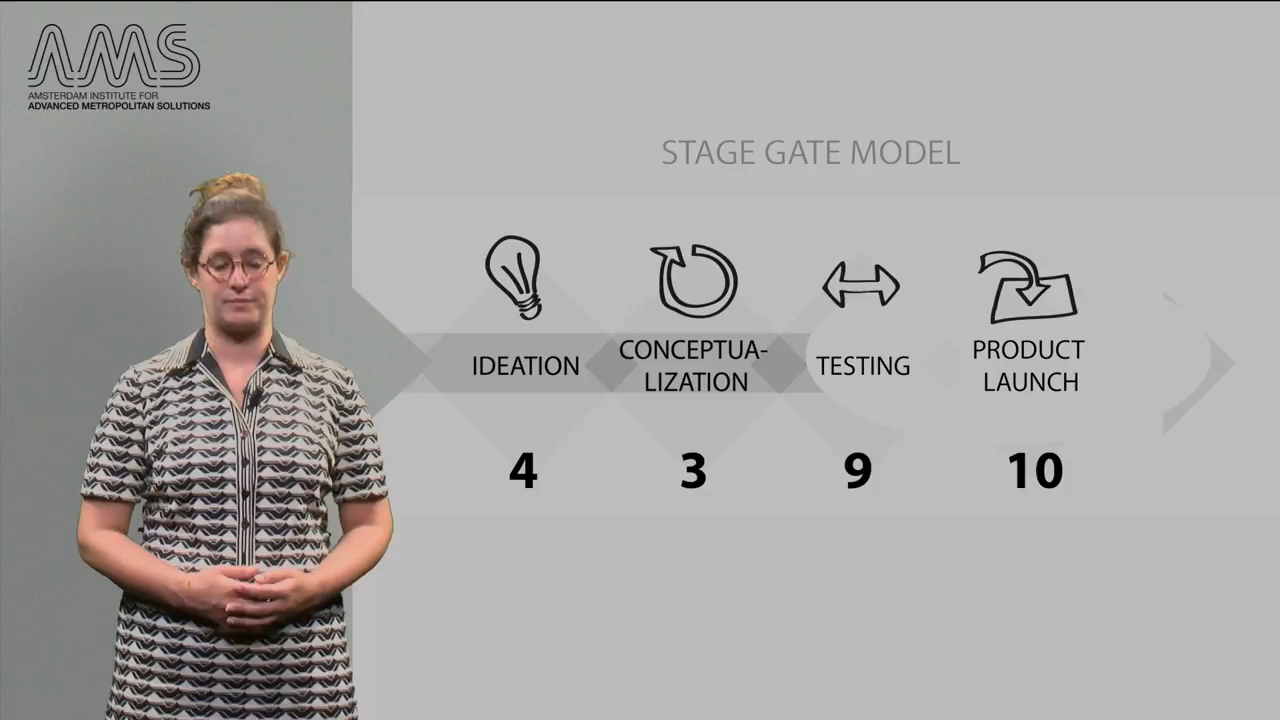 AMS
AMSTERDAM INSTITUTE FOR
ADVANCED METROPOLITAN SOLUTIONS
STAGE GATE MODEL
IDEATION
CONCEPTUA-
LIZATION
TESTING
PRODUCT
LAUNCH
4 3 9 10